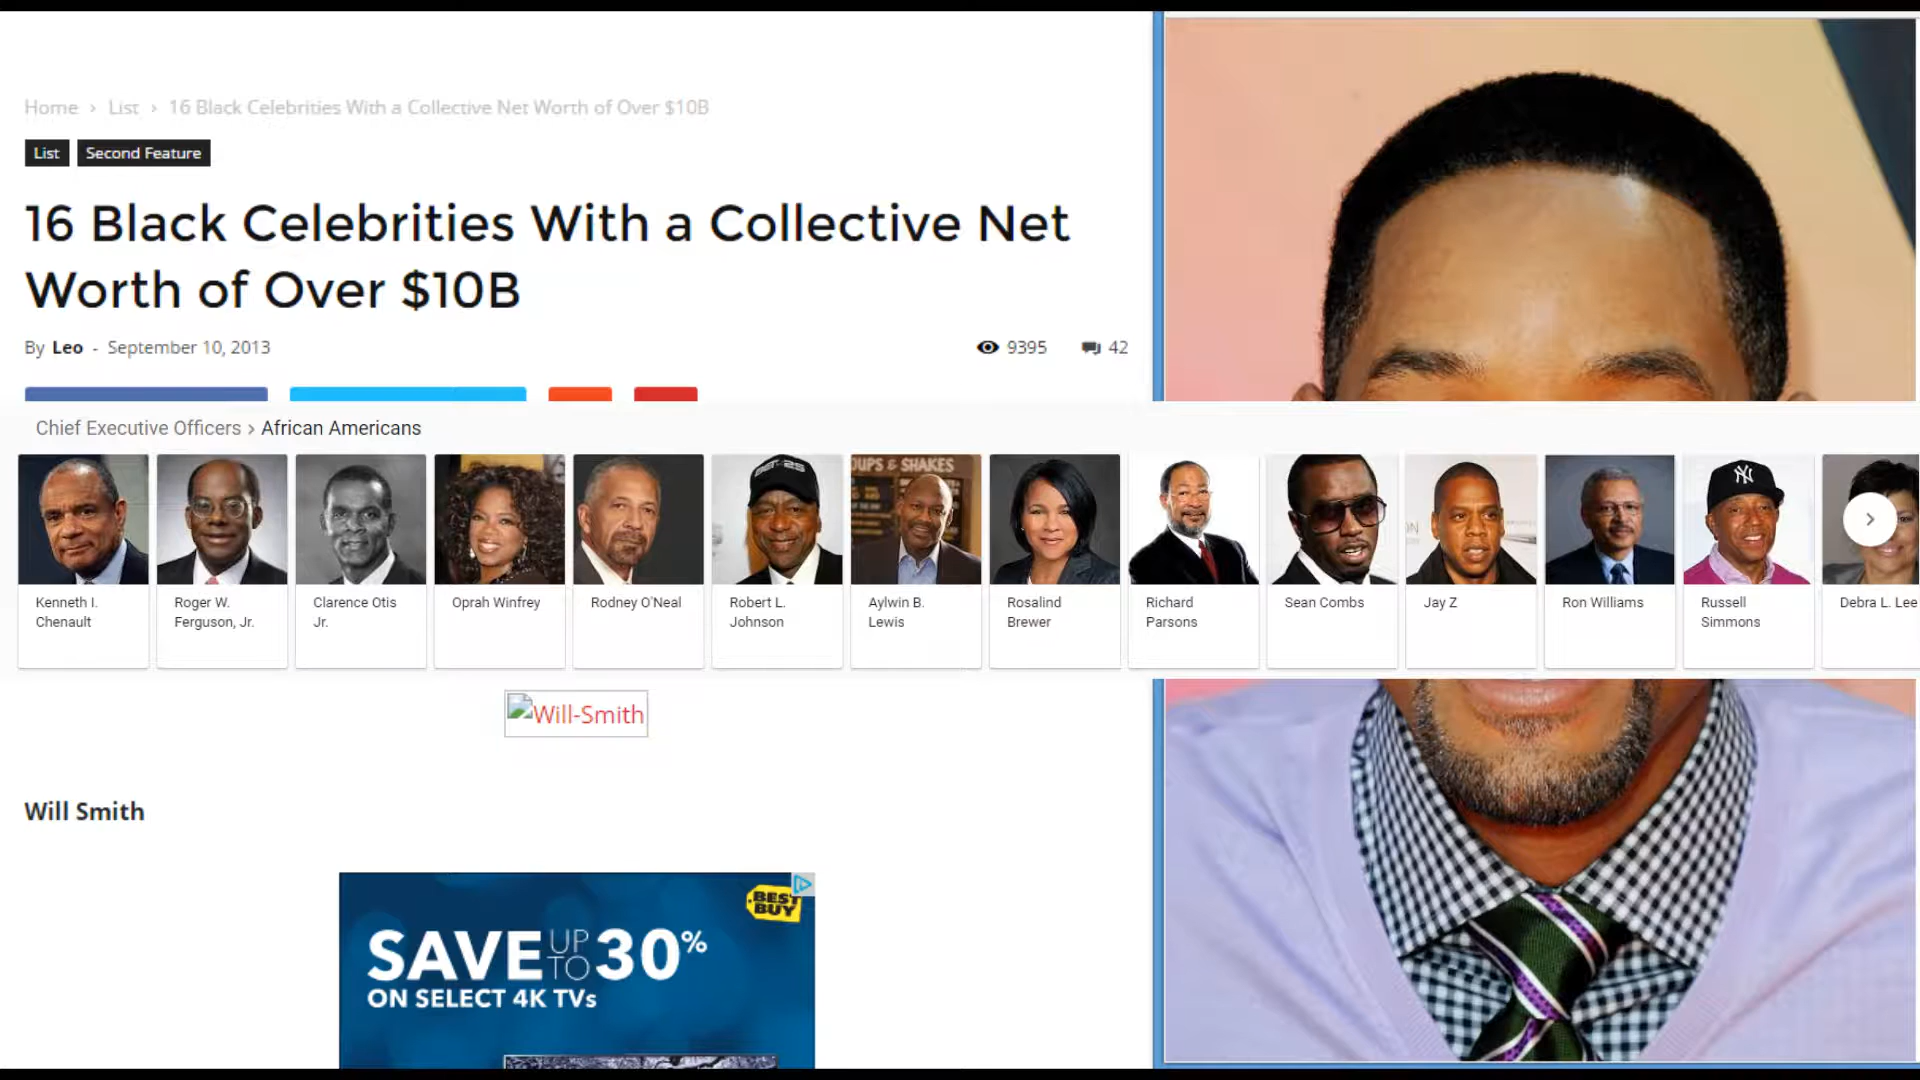 Home › List › 16 Black Celebrities With a Collective Net Worth of Over $10B
List Second Feature
16 Black Celebrities With a Collective Net
Worth of Over $10B
By Leo - September 10, 2013 9395 42
Chief Executive Officers › African Americans
OUPS & SHAKES
Kenneth I.
Chenault
Roger W.
Ferguson, Jr.
Clarence Otis
Jr.
Oprah Winfrey
Rodney O'Neal
Robert L.
Johnson
Aylwin B.
Lewis
Rosalind
Brewer
Richard
Parsons
Sean Combs
Jay Z
Ron Williams
Russell
Simmons
Debra L. Lee
Will-Smith
Will Smith
BEST
BUY
SAVE UP TO 30%
ON SELECT 4K TVs